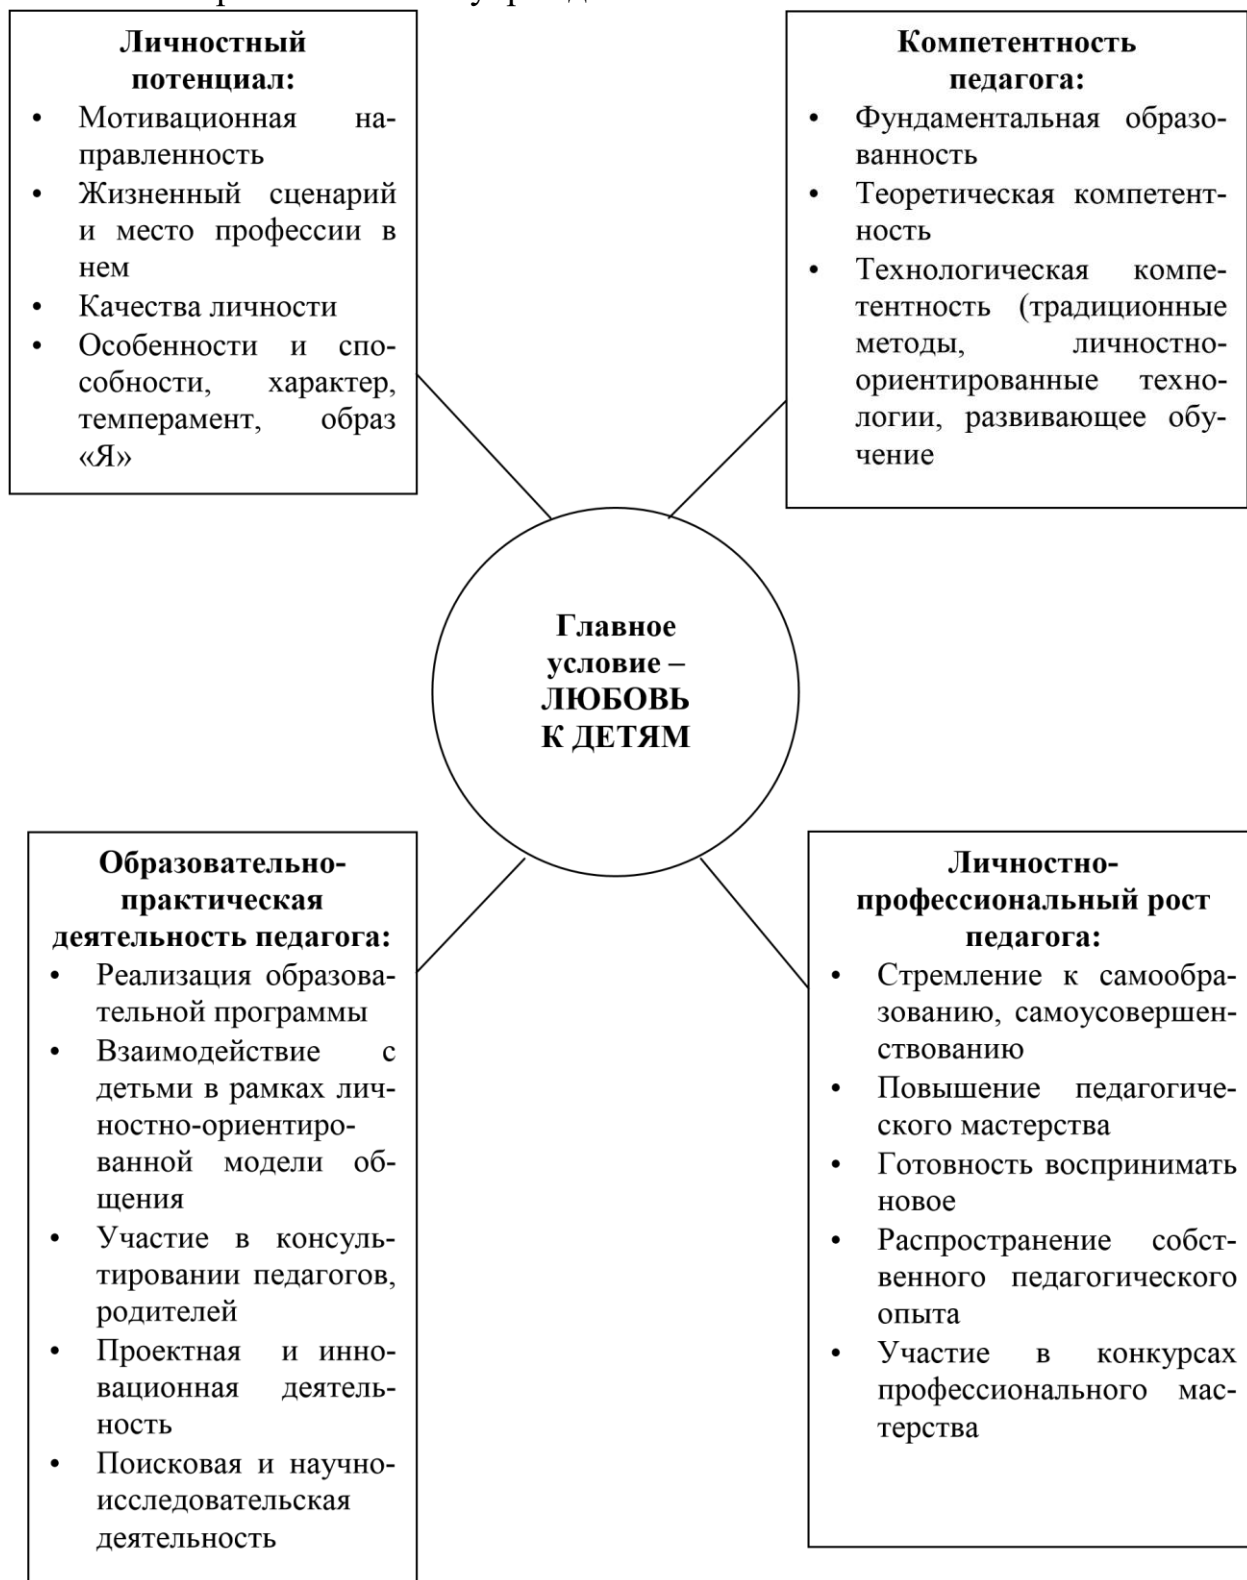 Личностный
потенциал:
• Мотивационная на-
правленность
• Жизненный сценарий
и место профессии в
нем
• Качества личности
• Особенности и спо-
собности, характер,
темперамент, образ
«Я»
Компетентность
педагога:
• Фундаментальная образо-
ванность
• Теоретическая компетент-
ность
• Технологическая компе-
тентность (традиционные
методы, личностно-
ориентированные техно-
логии, развивающее обу-
чение
Главное
условие –
ЛЮБОВЬ
К ДЕТЯМ
Образовательно-
практическая
деятельность педагога:
• Реализация образова-
тельной программы
• Взаимодействие с
детьми в рамках лич-
ностно-ориентиро-
ванной модели об-
щения
• Участие в консуль-
тировании педагогов,
родителей
• Проектная и инно-
вационная деятель-
ность
• Поисковая и научно-
исследовательская
деятельность
Личностно-
профессиональный рост
педагога:
• Стремление к самообра-
зованию, самоусовершен-
ствованию
• Повышение педагогиче-
ского мастерства
• Готовность воспринимать
новое
• Распространение собст-
венного педагогического
опыта
• Участие в конкурсах
профессионального мас-
терства